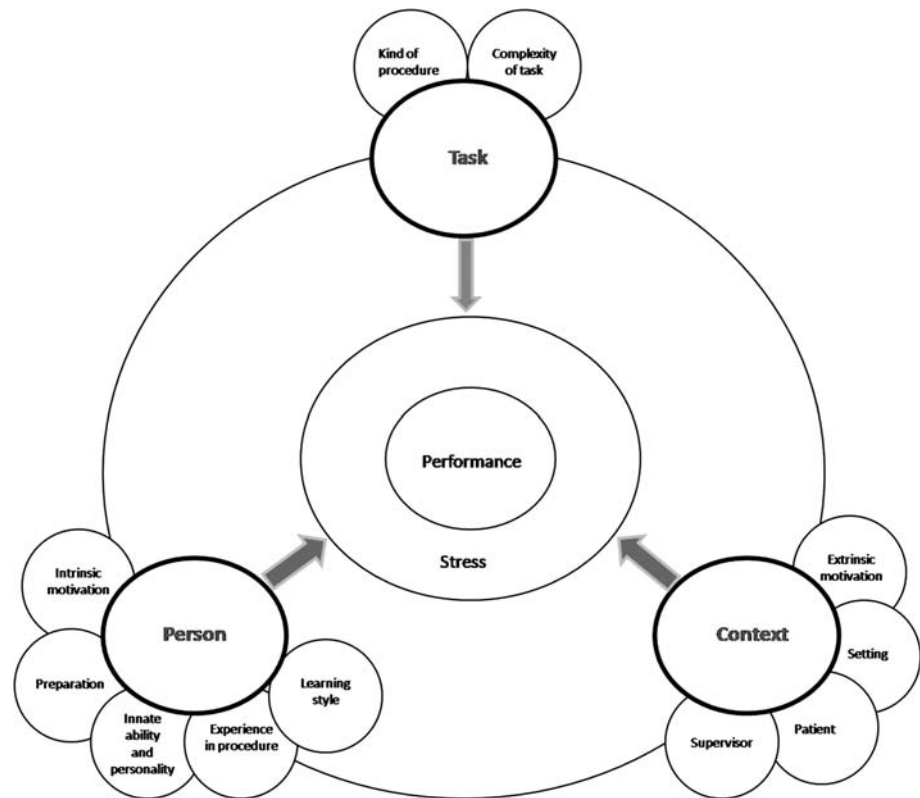 Kind of
procedure
Complexity
of task
Task
Performance
Stress
Intrinsic
motivation
Person
Preparation
Innate
ability
and
personality
Experience
in procedure
Learning
style
Extrinsic
motivation
Context
Setting
Patient
Supervisor